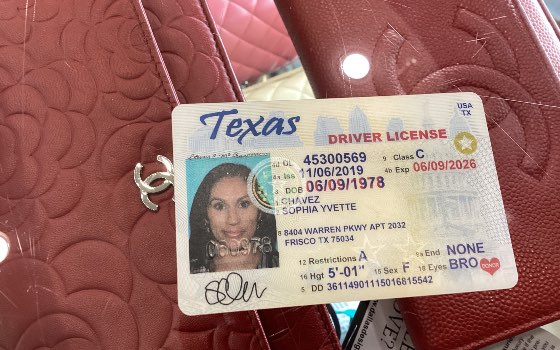 USA
TX
Texas
DRIVER LICENSE
4d DL 45300569 9 Class C
4a Iss 11/06/2019 4b Exp 06/09/2026
3 DOB 06/09/1978
1 CHAVEZ
2 SOPHIA YVETTE
8 8404 WARREN PKWY APT 2032
FRISCO TX 75034
12 Restrictions A 9a End NONE
16 Hgt 5'-01" 15 Sex F 18 Eyes BRO
DONOR
5 DD 36114901115016815542
060978